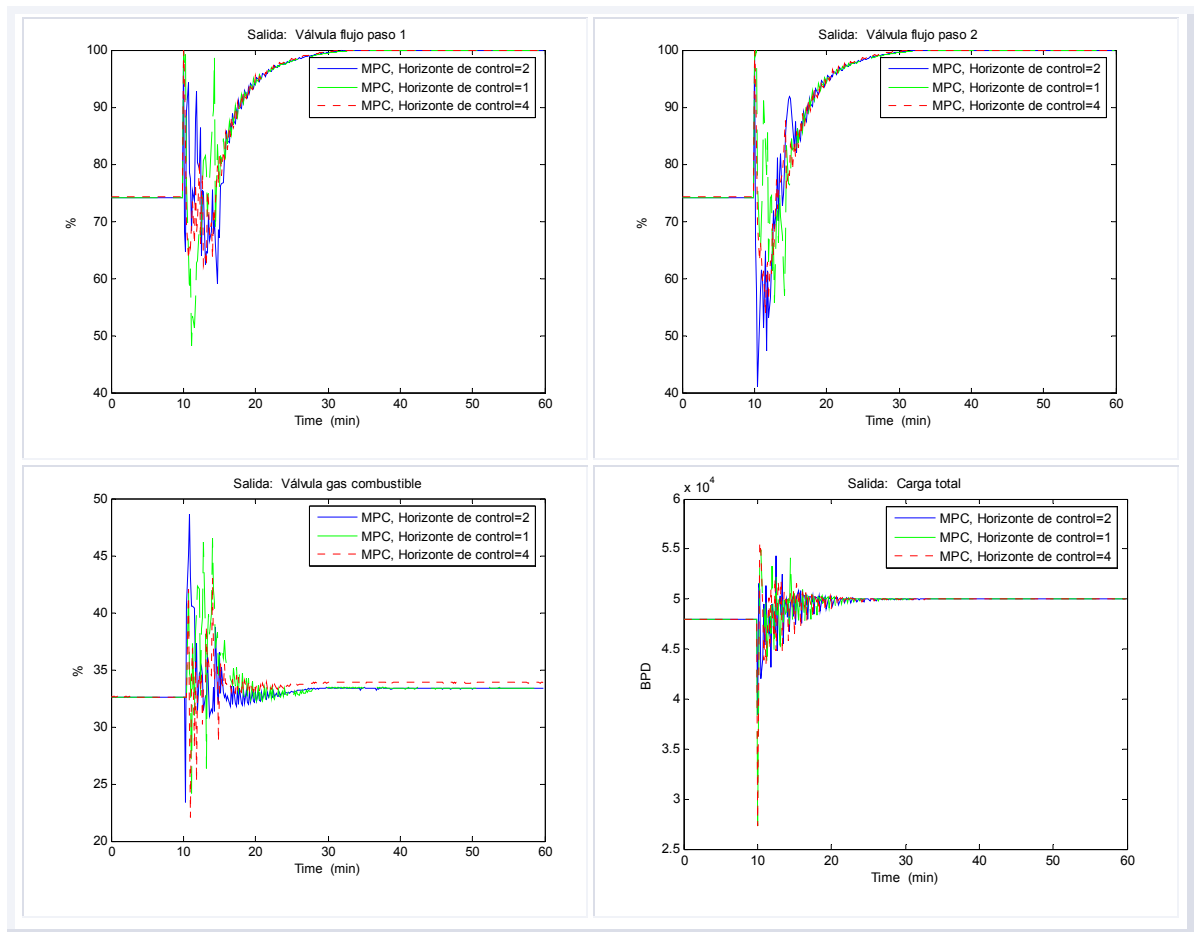 Salida: Válvula flujo paso 1
100
90
80
70
60
50
40
%
0 10 20 30 40 50 60
Time (min)
MPC, Horizonte de control=2
MPC, Horizonte de control=1
MPC, Horizonte de control=4
Salida: Válvula flujo paso 2
100
90
80
70
60
50
40
%
0 10 20 30 40 50 60
Time (min)
MPC, Horizonte de control=2
MPC, Horizonte de control=1
MPC, Horizonte de control=4
Salida: Válvula gas combustible
50
45
40
35
30
25
20
%
0 10 20 30 40 50 60
Time (min)
MPC, Horizonte de control=2
MPC, Horizonte de control=1
MPC, Horizonte de control=4
x 10^4
Salida: Carga total
6
5.5
5
4.5
4
3.5
3
2.5
BPD
0 10 20 30 40 50 60
Time (min)
MPC, Horizonte de control=2
MPC, Horizonte de control=1
MPC, Horizonte de control=4